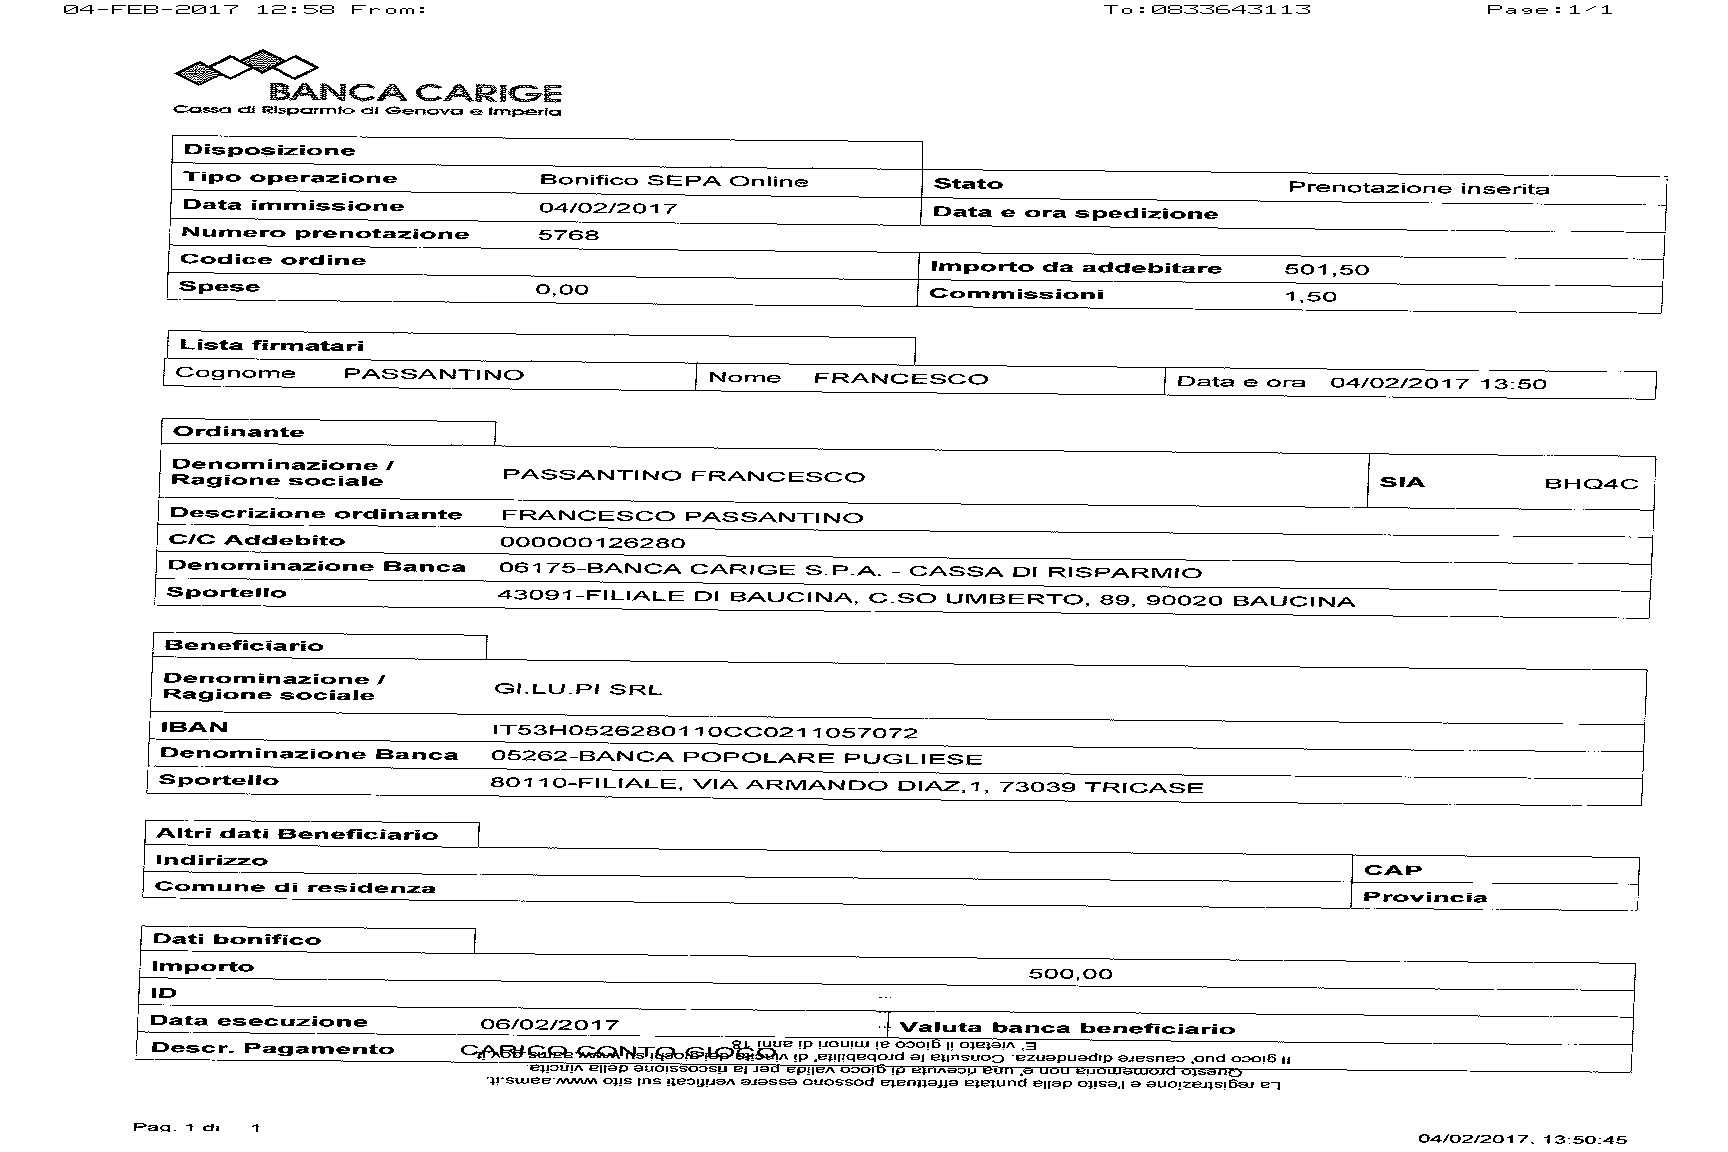 04-FEB-2017 12:58 From: To:0833643113 Page:1/1
BANCA CARIGE
Cassa di Risparmio di Genova e Imperia
Disposizione
Tipo operazione Bonifico SEPA Online Stato Prenotazione inserita
Data immissione 04/02/2017 Data e ora spedizione
Numero prenotazione 5768
Codice ordine Importo da addebitare 501,50
Spese 0,00 Commissioni 1,50
Lista firmatari
Cognome PASSANTINO Nome FRANCESCO Data e ora 04/02/2017 13:50
Ordinante
Denominazione /
Ragione sociale PASSANTINO FRANCESCO SIA BHQ4C
Descrizione ordinante FRANCESCO PASSANTINO
C/C Addebito 000000126280
Denominazione Banca 06175-BANCA CARIGE S.P.A. - CASSA DI RISPARMIO
Sportello 43091-FILIALE DI BAUCINA, C.SO UMBERTO, 89, 90020 BAUCINA
Beneficiario
Denominazione /
Ragione sociale GI.LU.PI SRL
IBAN IT53H0526280110CC0211057072
Denominazione Banca 05262-BANCA POPOLARE PUGLIESE
Sportello 80110-FILIALE, VIA ARMANDO DIAZ,1, 73039 TRICASE
Altri dati Beneficiario
Indirizzo CAP
Comune di residenza Provincia
Dati bonifico
Importo 500,00
ID
Data esecuzione 06/02/2017 Valuta banca beneficiario
Descr. Pagamento CARICO CONTO GIOCO
La registrazione e l'esito della puntata effettuata possono essere verificati sul sito www.aams.it.
Questo promemoria non e' una ricevuta di gioco valida per la riscossione della vincita.
Il gioco puo' causare dipendenza. Consulta le probabilita' di vincita dei giochi su www.aams.gov.it
E' vietato il gioco ai minori di anni 18
Pag. 1 di 1
04/02/2017, 13:50:45